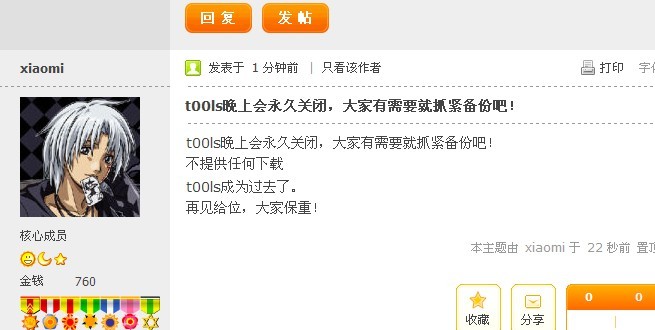 回复 发帖
xiaomi
发表于 1 分钟前 | 只看该作者 打印
t00ls晚上会永久关闭，大家有需要就抓紧备份吧！
t00ls晚上会永久关闭，大家有需要就抓紧备份吧！
不提供任何下载
t00ls成为过去了。
再见给位，大家保重！
核心成员
本主题由 xiaomi 于 22 秒前 置顶
金钱 760
0 0
收藏 分享